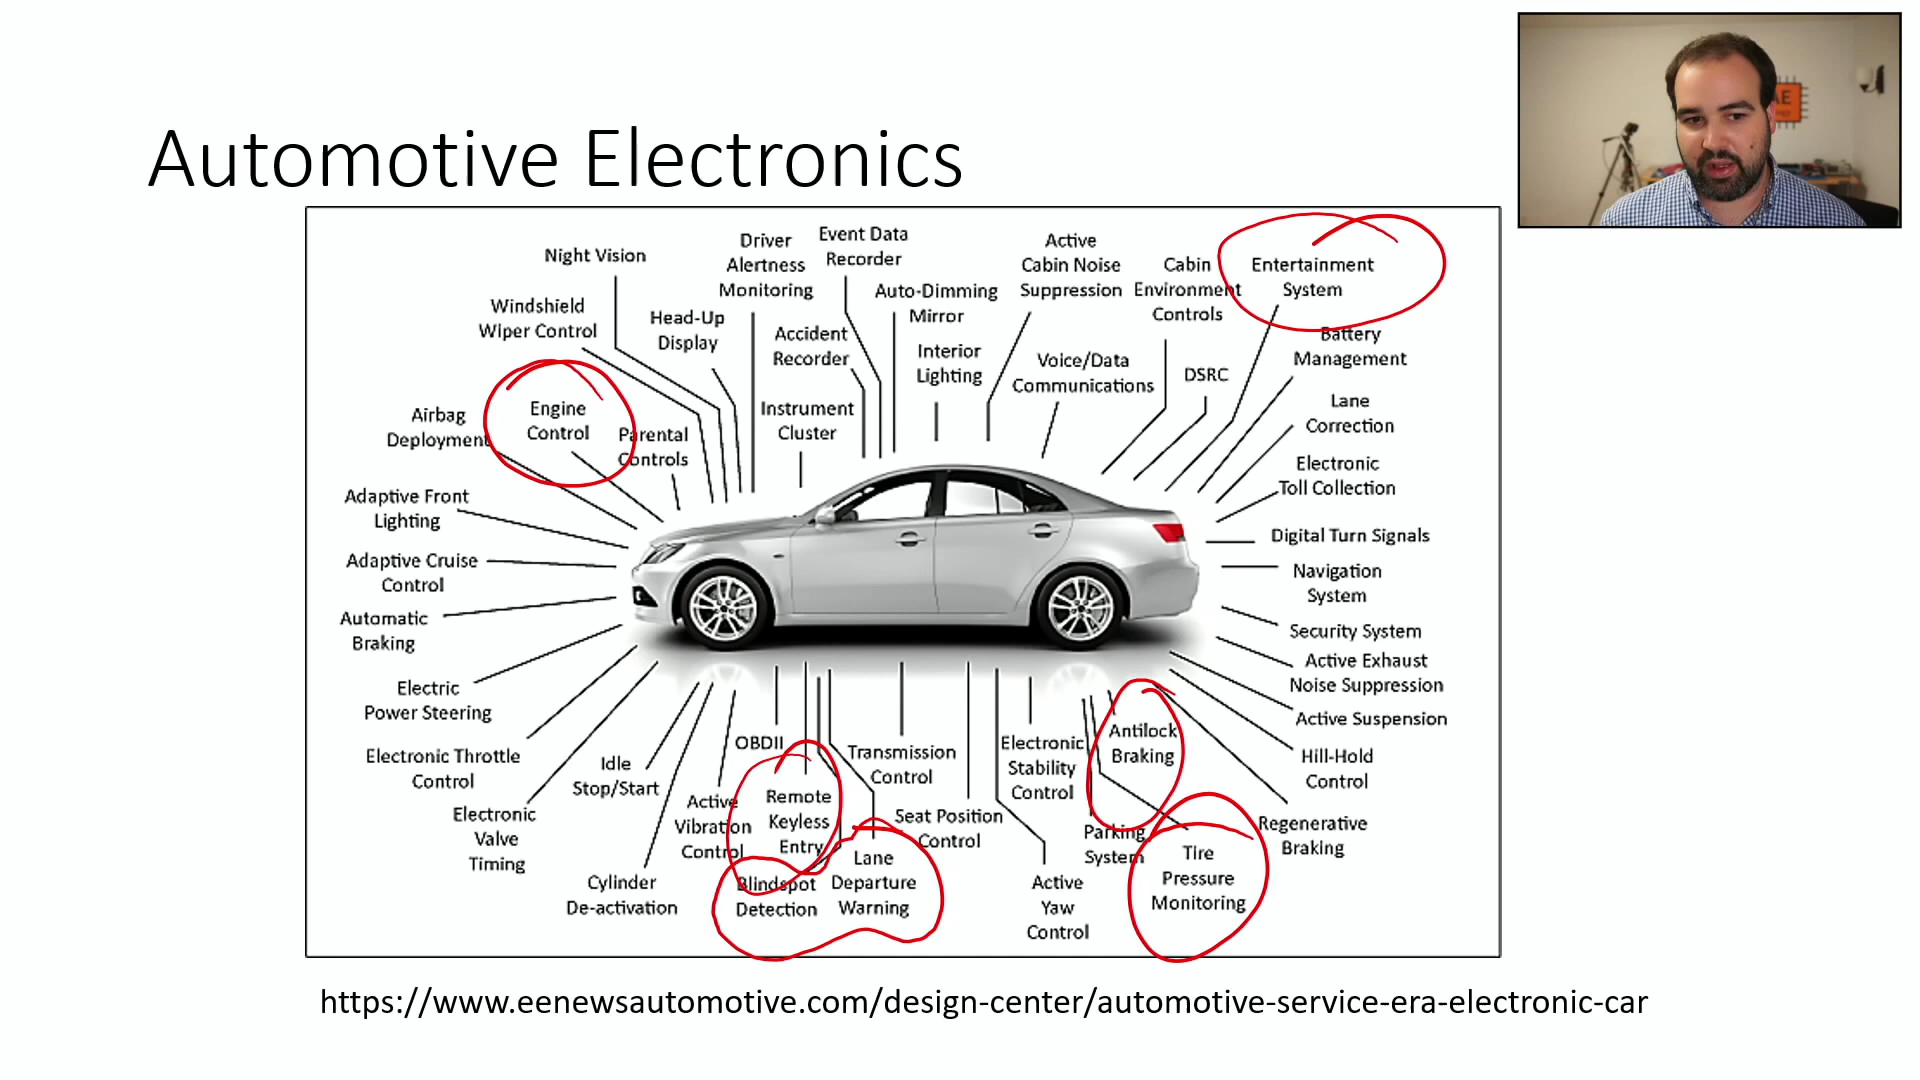 Automotive Electronics
Night Vision
Driver
Alertness
Monitoring
Event Data
Recorder
Active
Cabin Noise
Suppression
Cabin
Environment
Controls
Entertainment
System
Windshield
Wiper Control
Head-Up
Display
Accident
Recorder
Auto-Dimming
Mirror
Interior
Lighting
Voice/Data
Communications
DSRC
Battery
Management
Airbag
Deployment
Engine
Control
Parental
Controls
Instrument
Cluster
Lane
Correction
Electronic
Toll Collection
Adaptive Front
Lighting
Digital Turn Signals
Adaptive Cruise
Control
Navigation
System
Automatic
Braking
Security System
Electric
Power Steering
Active Exhaust
Noise Suppression
Active Suspension
Electronic Throttle
Control
Idle
Stop/Start
OBDII
Transmission
Control
Electronic
Stability
Control
Antilock
Braking
Hill-Hold
Control
Electronic
Valve
Timing
Active
Vibration
Control
Remote
Keyless
Entry
Seat Position
Control
Parking
System
Regenerative
Braking
Cylinder
De-activation
Blindspot
Detection
Lane
Departure
Warning
Active
Yaw
Control
Tire
Pressure
Monitoring
https://www.eenewsautomotive.com/design-center/automotive-service-era-electronic-car
AE